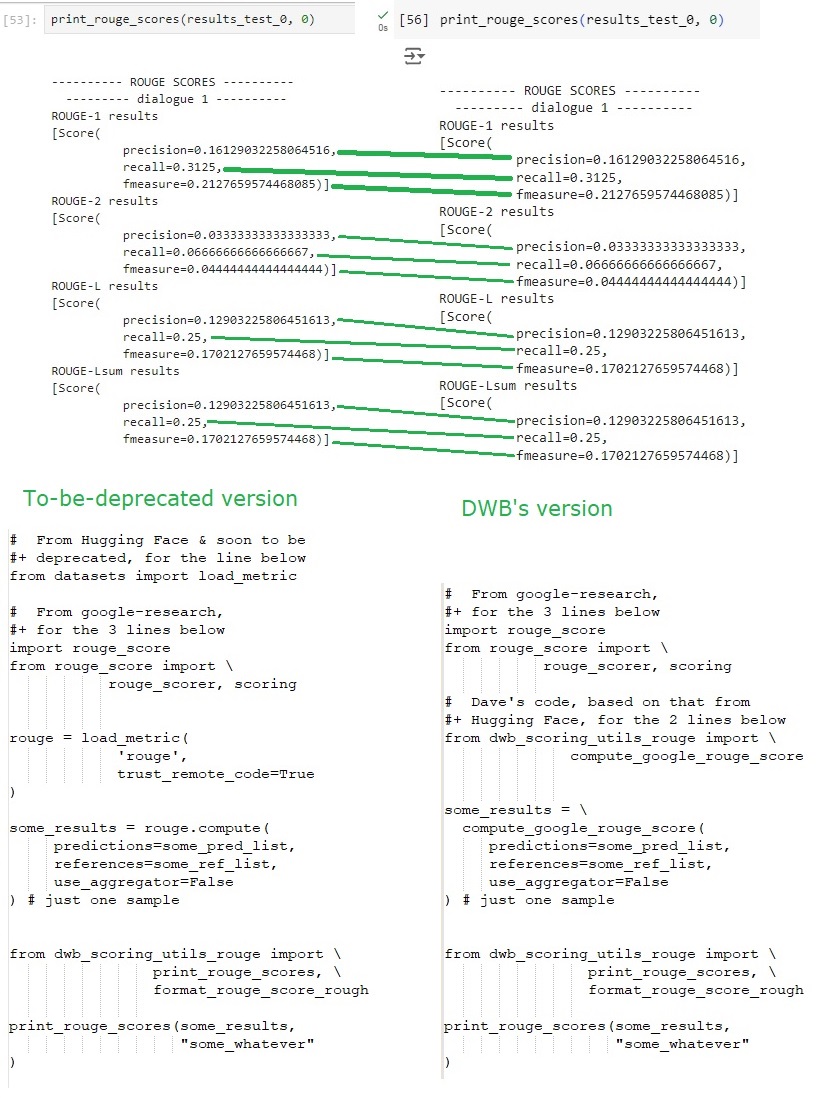 [53]: print_rouge_scores(results_test_0, 0)
---------- ROUGE SCORES ----------
--------- dialogue 1 ----------
ROUGE-1 results
[Score(
precision=0.16129032258064516,
recall=0.3125,
fmeasure=0.2127659574468085)]
ROUGE-2 results
[Score(
precision=0.03333333333333333,
recall=0.06666666666666667,
fmeasure=0.04444444444444444)]
ROUGE-L results
[Score(
precision=0.12903225806451613,
recall=0.25,
fmeasure=0.1702127659574468)]
ROUGE-Lsum results
[Score(
precision=0.12903225806451613,
recall=0.25,
fmeasure=0.1702127659574468)]
0s [56] print_rouge_scores(results_test_0, 0)
---------- ROUGE SCORES ----------
--------- dialogue 1 ----------
ROUGE-1 results
[Score(
precision=0.16129032258064516,
recall=0.3125,
fmeasure=0.2127659574468085)]
ROUGE-2 results
[Score(
precision=0.03333333333333333,
recall=0.06666666666666667,
fmeasure=0.04444444444444444)]
ROUGE-L results
[Score(
precision=0.12903225806451613,
recall=0.25,
fmeasure=0.1702127659574468)]
ROUGE-Lsum results
[Score(
precision=0.12903225806451613,
recall=0.25,
fmeasure=0.1702127659574468)]
To-be-deprecated version
#  From Hugging Face & soon to be
#+ deprecated, for the line below
from datasets import load_metric
#  From google-research,
#+ for the 3 lines below
import rouge_score
from rouge_score import \
rouge_scorer, scoring
rouge = load_metric(
'rouge',
trust_remote_code=True
)
some_results = rouge.compute(
predictions=some_pred_list,
references=some_ref_list,
use_aggregator=False
) # just one sample
from dwb_scoring_utils_rouge import \
print_rouge_scores, \
format_rouge_score_rough
print_rouge_scores(some_results,
"some_whatever"
)
DWB's version
#  From google-research,
#+ for the 3 lines below
import rouge_score
from rouge_score import \
rouge_scorer, scoring
#  Dave's code, based on that from
#+ Hugging Face, for the 2 lines below
from dwb_scoring_utils_rouge import \
compute_google_rouge_score
some_results = \
compute_google_rouge_score(
predictions=some_pred_list,
references=some_ref_list,
use_aggregator=False
) # just one sample
from dwb_scoring_utils_rouge import \
print_rouge_scores, \
format_rouge_score_rough
print_rouge_scores(some_results,
"some_whatever"
)